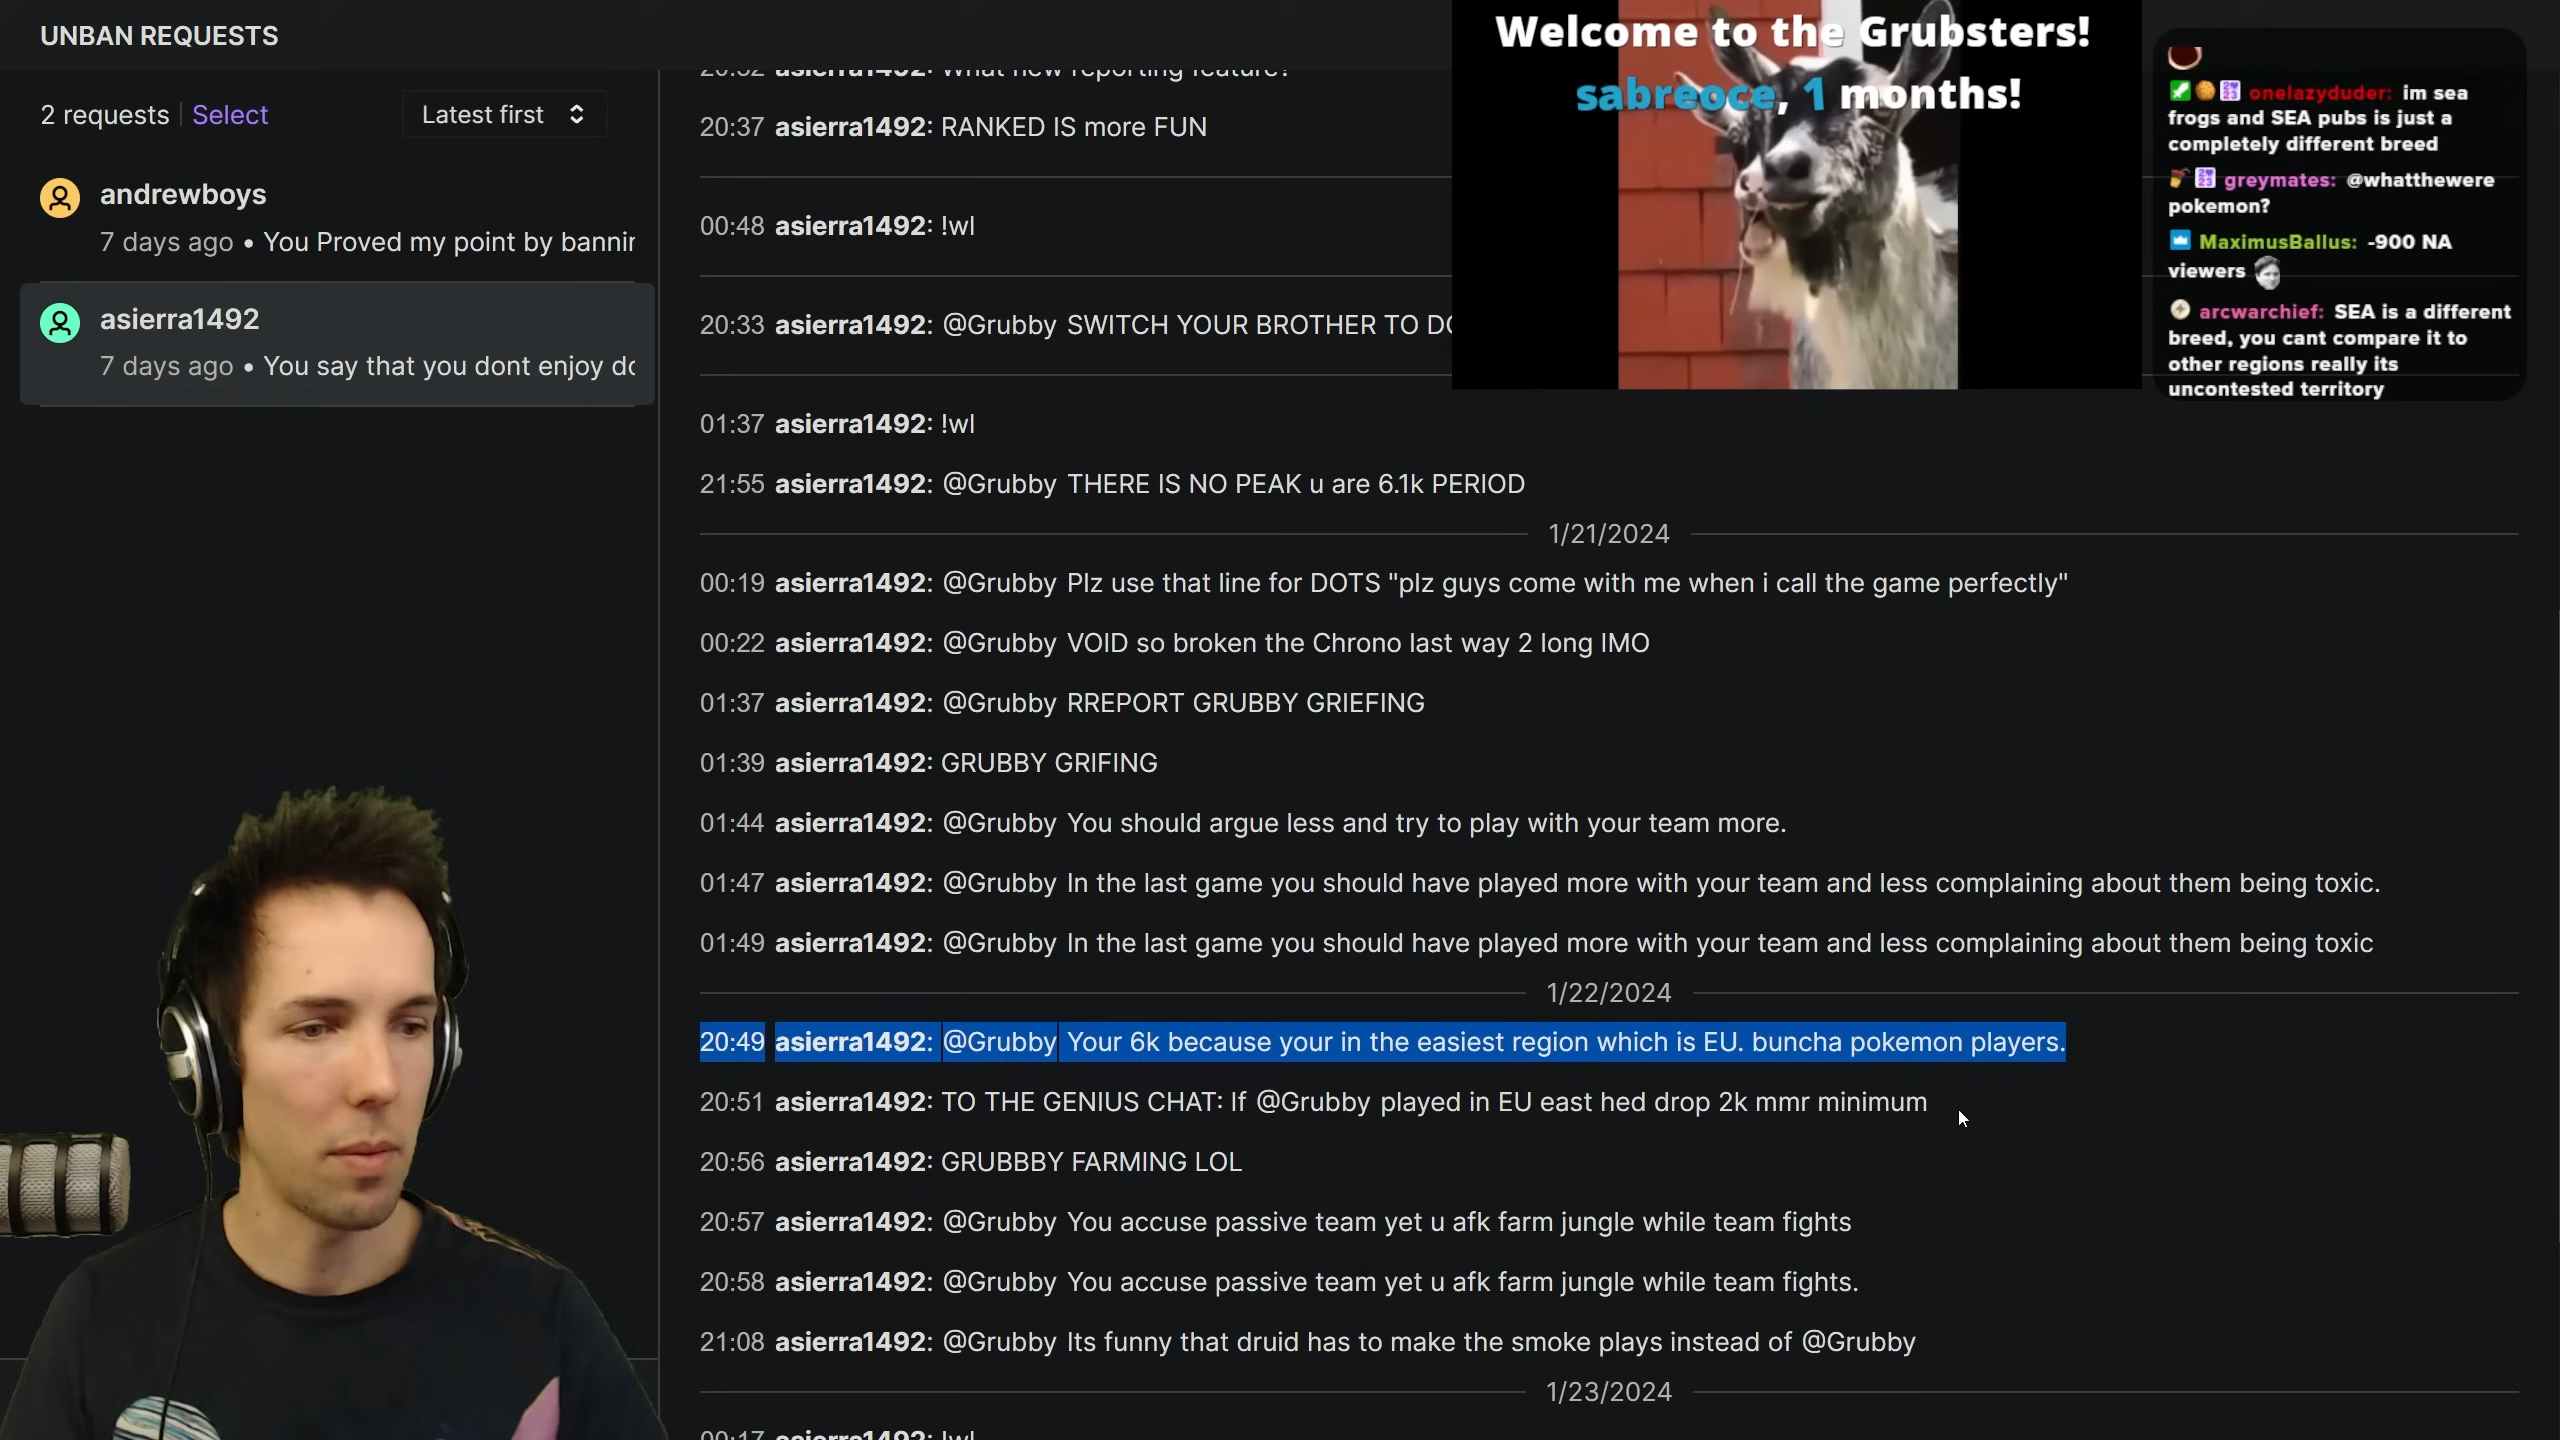 UNBAN REQUESTS
2 requests | Select
Latest first
andrewboys
7 days ago • You Proved my point by bannin
asierra1492
7 days ago • You say that you dont enjoy do
20:32 asierra1492: What new reporting feature?
20:37 asierra1492: RANKED IS more FUN
00:48 asierra1492: !wl
20:33 asierra1492: @Grubby SWITCH YOUR BROTHER TO DO
01:37 asierra1492: !wl
21:55 asierra1492: @Grubby THERE IS NO PEAK u are 6.1k PERIOD
1/21/2024
00:19 asierra1492: @Grubby Plz use that line for DOTS "plz guys come with me when i call the game perfectly"
00:22 asierra1492: @Grubby VOID so broken the Chrono last way 2 long IMO
01:37 asierra1492: @Grubby RREPORT GRUBBY GRIEFING
01:39 asierra1492: GRUBBY GRIFING
01:44 asierra1492: @Grubby You should argue less and try to play with your team more.
01:47 asierra1492: @Grubby In the last game you should have played more with your team and less complaining about them being toxic.
01:49 asierra1492: @Grubby In the last game you should have played more with your team and less complaining about them being toxic
1/22/2024
20:49 asierra1492: @Grubby Your 6k because your in the easiest region which is EU. buncha pokemon players.
20:51 asierra1492: TO THE GENIUS CHAT: If @Grubby played in EU east hed drop 2k mmr minimum
20:56 asierra1492: GRUBBBY FARMING LOL
20:57 asierra1492: @Grubby You accuse passive team yet u afk farm jungle while team fights
20:58 asierra1492: @Grubby You accuse passive team yet u afk farm jungle while team fights.
21:08 asierra1492: @Grubby Its funny that druid has to make the smoke plays instead of @Grubby
1/23/2024
00:17 asierra1492: !wl
Welcome to the Grubsters!
sabreoce, 1 months!
onelazyduder: im sea
frogs and SEA pubs is just a
completely different breed
greymates: @whatthewere
pokemon?
MaximusBallus: -900 NA
viewers
arcwarchief: SEA is a different
breed, you cant compare it to
other regions really its
uncontested territory